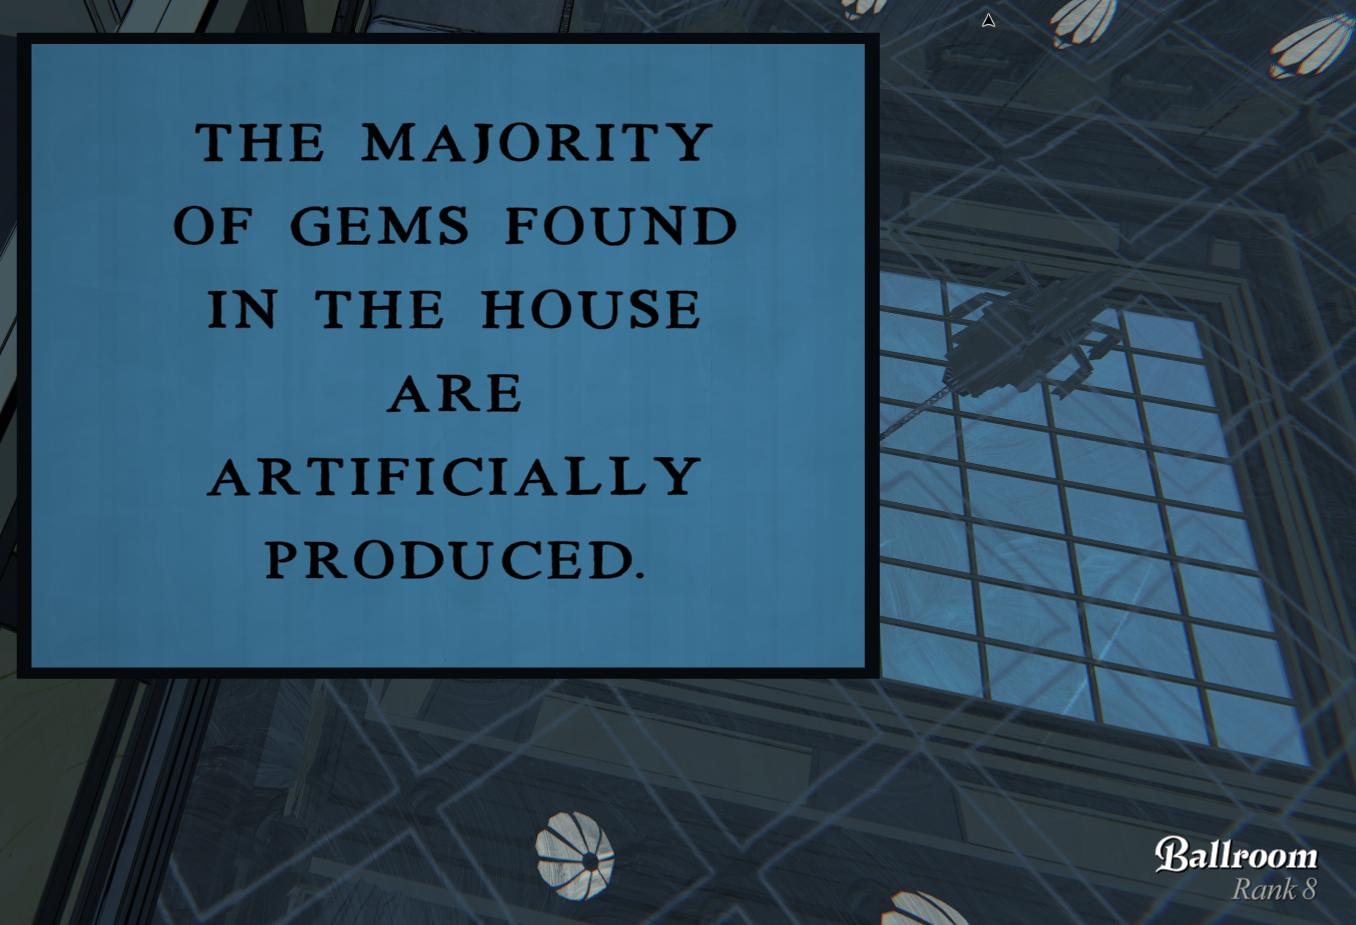 THE MAJORITY
OF GEMS FOUND
IN THE HOUSE
ARE
ARTIFICIALLY
PRODUCED.
Ballroom
Rank 8